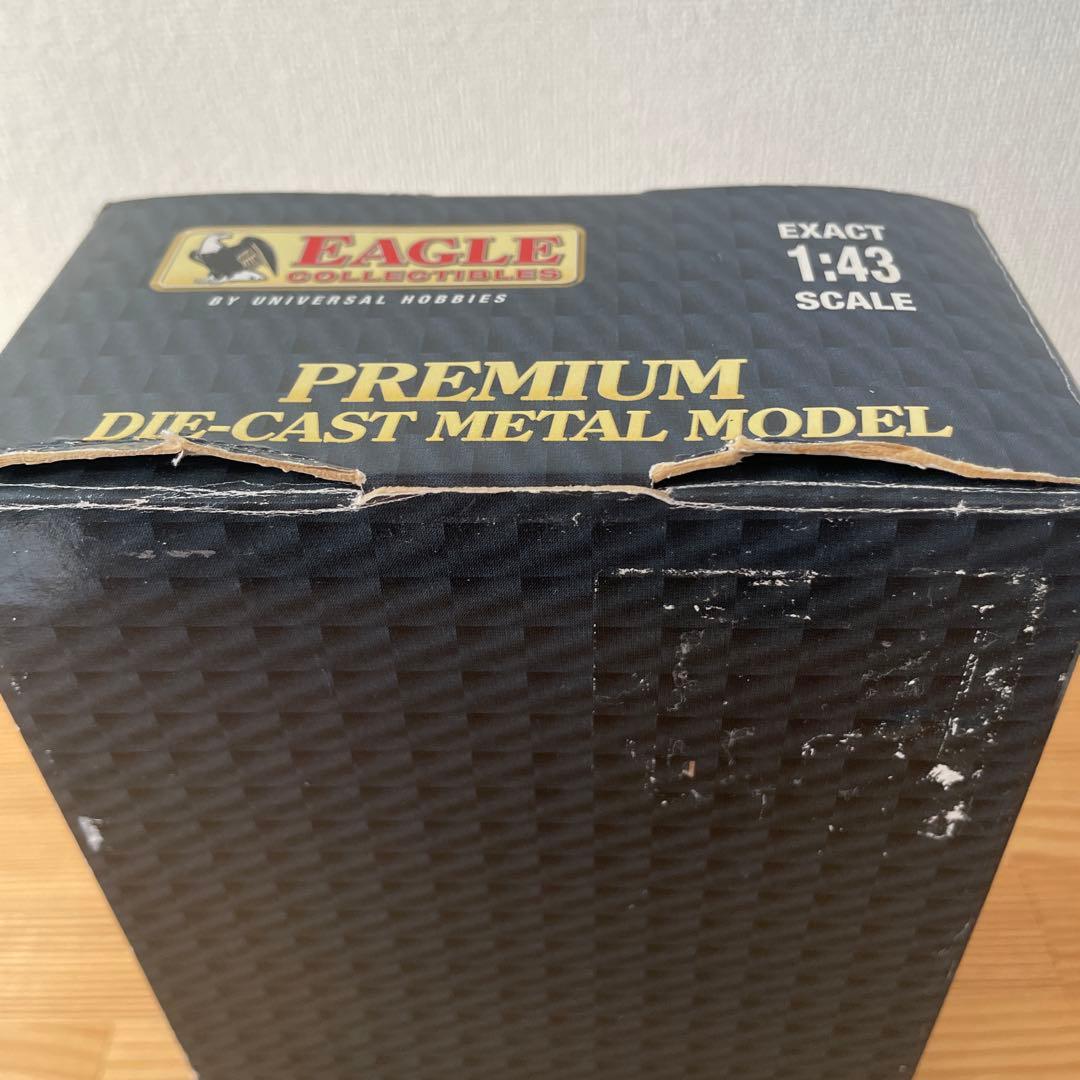 EAGLE
COLLECTIBLES
BY UNIVERSAL HOBBIES
EXACT
1:43
SCALE
PREMIUM
DIE-CAST METAL MODEL